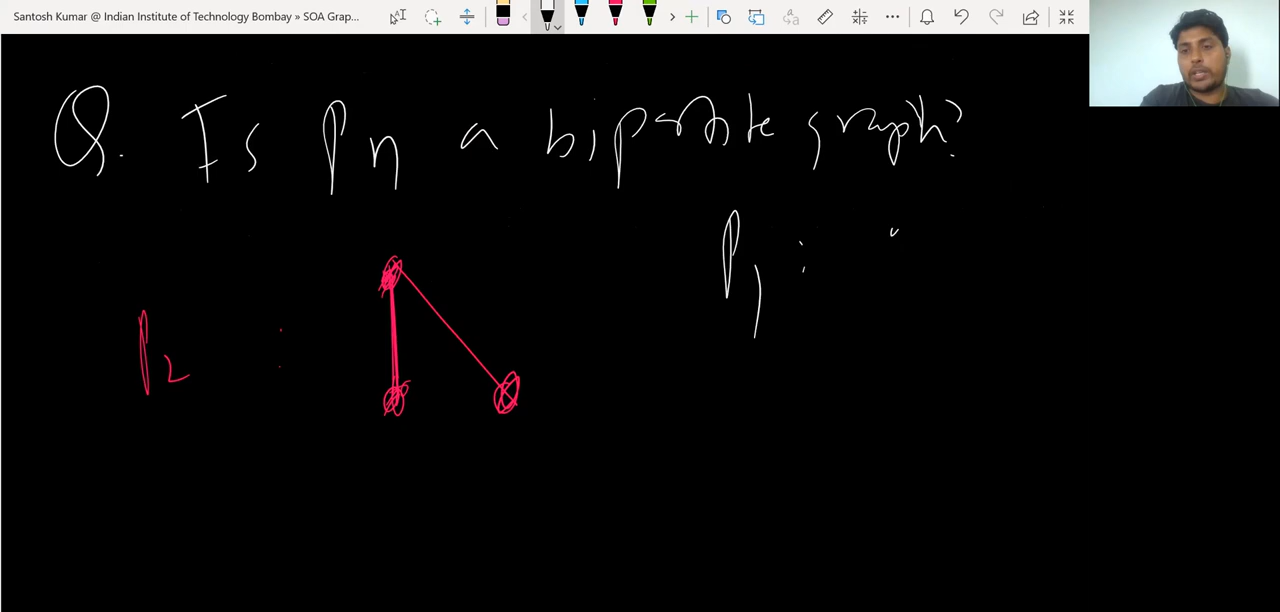 Santosh Kumar @ Indian Institute of Technology Bombay » SOA Grap...
Q. Is Pn a bipartite graph?
P1 :
P2 :